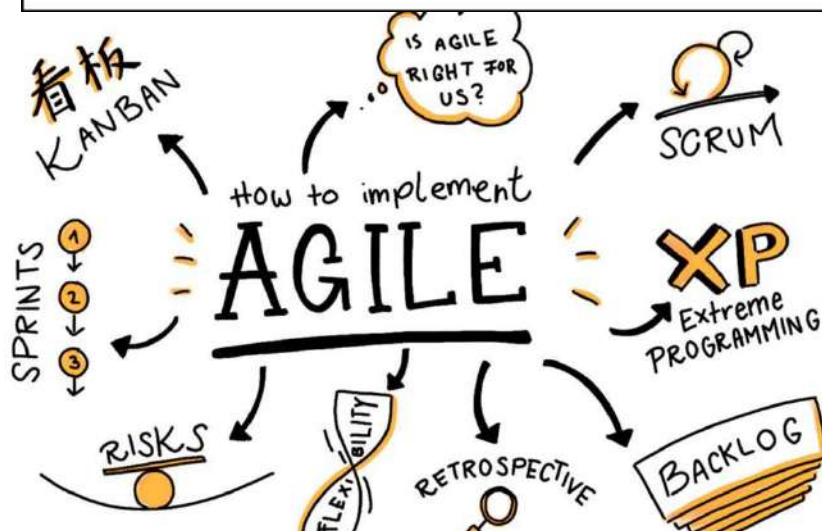 IS AGILE
RIGHT FOR
US?
看板
KANBAN
SCRUM
How to implement
AGILE
SPRINTS
1
2
3
XP
Extreme
PROGRAMMING
RISKS
FLEXI
BILITY
RETROSPECTIVE
BACKLOG